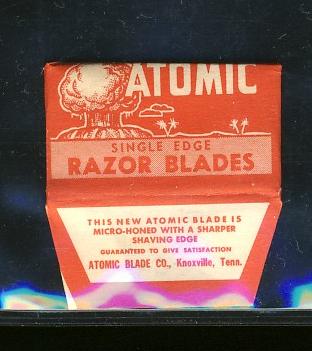 ATOMIC
SINGLE EDGE
RAZOR BLADES
THIS NEW ATOMIC BLADE IS
MICRO-HONED WITH A SHARPER
SHAVING EDGE
GUARANTEED TO GIVE SATISFACTION
ATOMIC BLADE CO., Knoxville, Tenn.